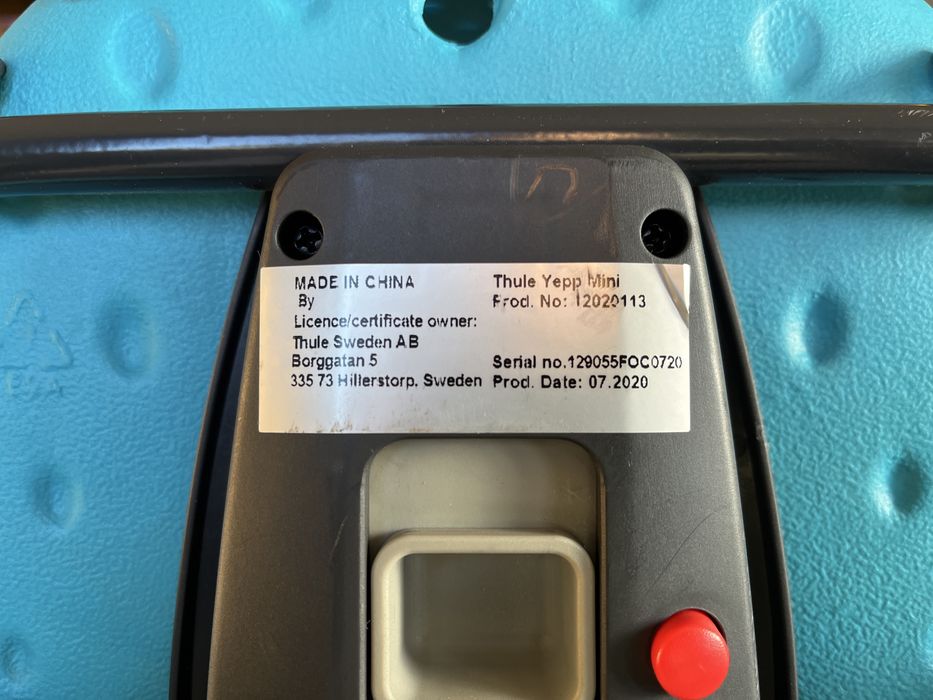 MADE IN CHINA
By
Licence/certificate owner:
Thule Sweden AB
Borggatan 5
335 73 Hillerstorp, Sweden
Thule Yepp Mini
Prod. No: 12020113
Serial no.129055FOC0720
Prod. Date: 07.2020